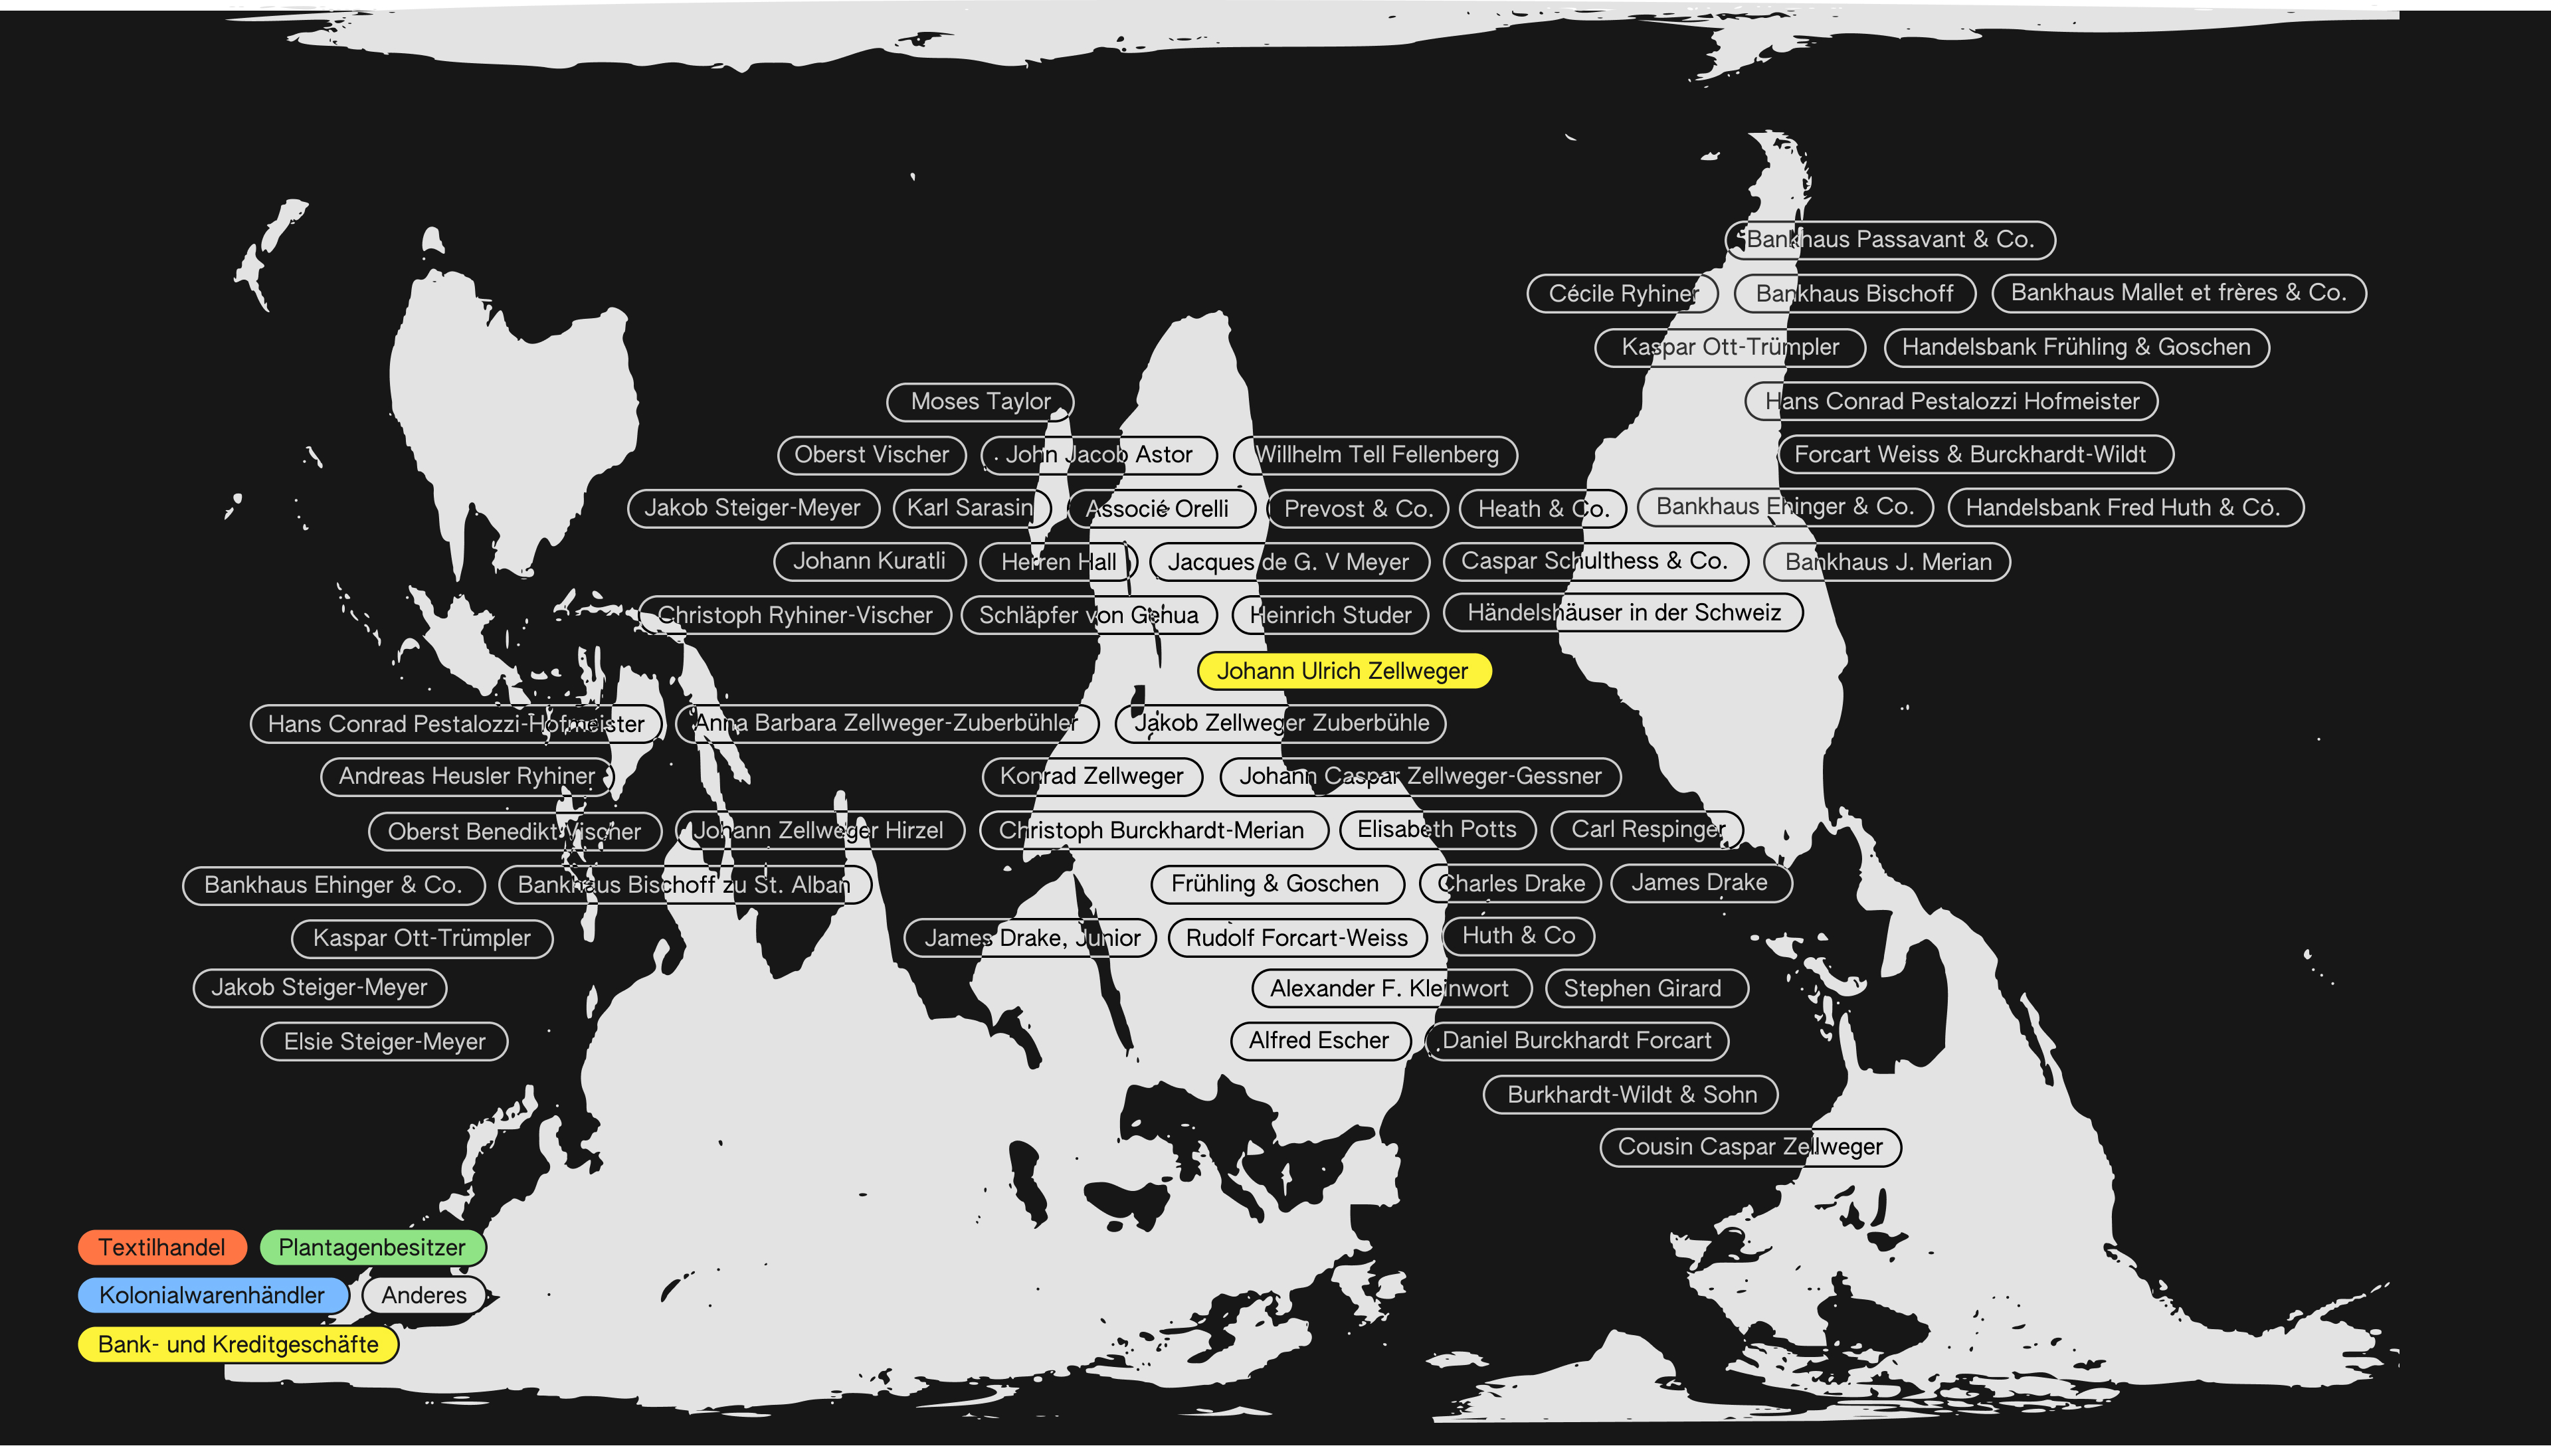 Bankhaus Passavant & Co.
Cécile Ryhiner Bankhaus Bischoff Bankhaus Mallet et frères & Co.
Kaspar Ott-Trümpler Handelsbank Frühling & Goschen
Moses Taylor Hans Conrad Pestalozzi Hofmeister
Oberst Vischer John Jacob Astor Willhelm Tell Fellenberg Forcart Weiss & Burckhardt-Wildt
Jakob Steiger-Meyer Karl Sarasin Associé Orelli Prevost & Co. Heath & Co. Bankhaus Ehinger & Co. Handelsbank Fred Huth & Co.
Johann Kuratli Herren Hall Jacques de G. V Meyer Caspar Schulthess & Co. Bankhaus J. Merian
Christoph Ryhiner-Vischer Schläpfer von Gehua Heinrich Studer Händelshäuser in der Schweiz
Johann Ulrich Zellweger
Hans Conrad Pestalozzi-Hofmeister Anna Barbara Zellweger-Zuberbühler Jakob Zellweger Zuberbühle
Andreas Heusler Ryhiner Konrad Zellweger Johann Caspar Zellweger-Gessner
Oberst Benedikt Vischer Johann Zellweger Hirzel Christoph Burckhardt-Merian Elisabeth Potts Carl Respinger
Bankhaus Ehinger & Co. Bankhaus Bischoff zu St. Alban Frühling & Goschen Charles Drake James Drake
Kaspar Ott-Trümpler James Drake, Junior Rudolf Forcart-Weiss Huth & Co
Jakob Steiger-Meyer Alexander F. Kleinwort Stephen Girard
Elsie Steiger-Meyer Alfred Escher Daniel Burckhardt Forcart
Burkhardt-Wildt & Sohn
Cousin Caspar Zellweger
Textilhandel Plantagenbesitzer
Kolonialwarenhändler Anderes
Bank- und Kreditgeschäfte